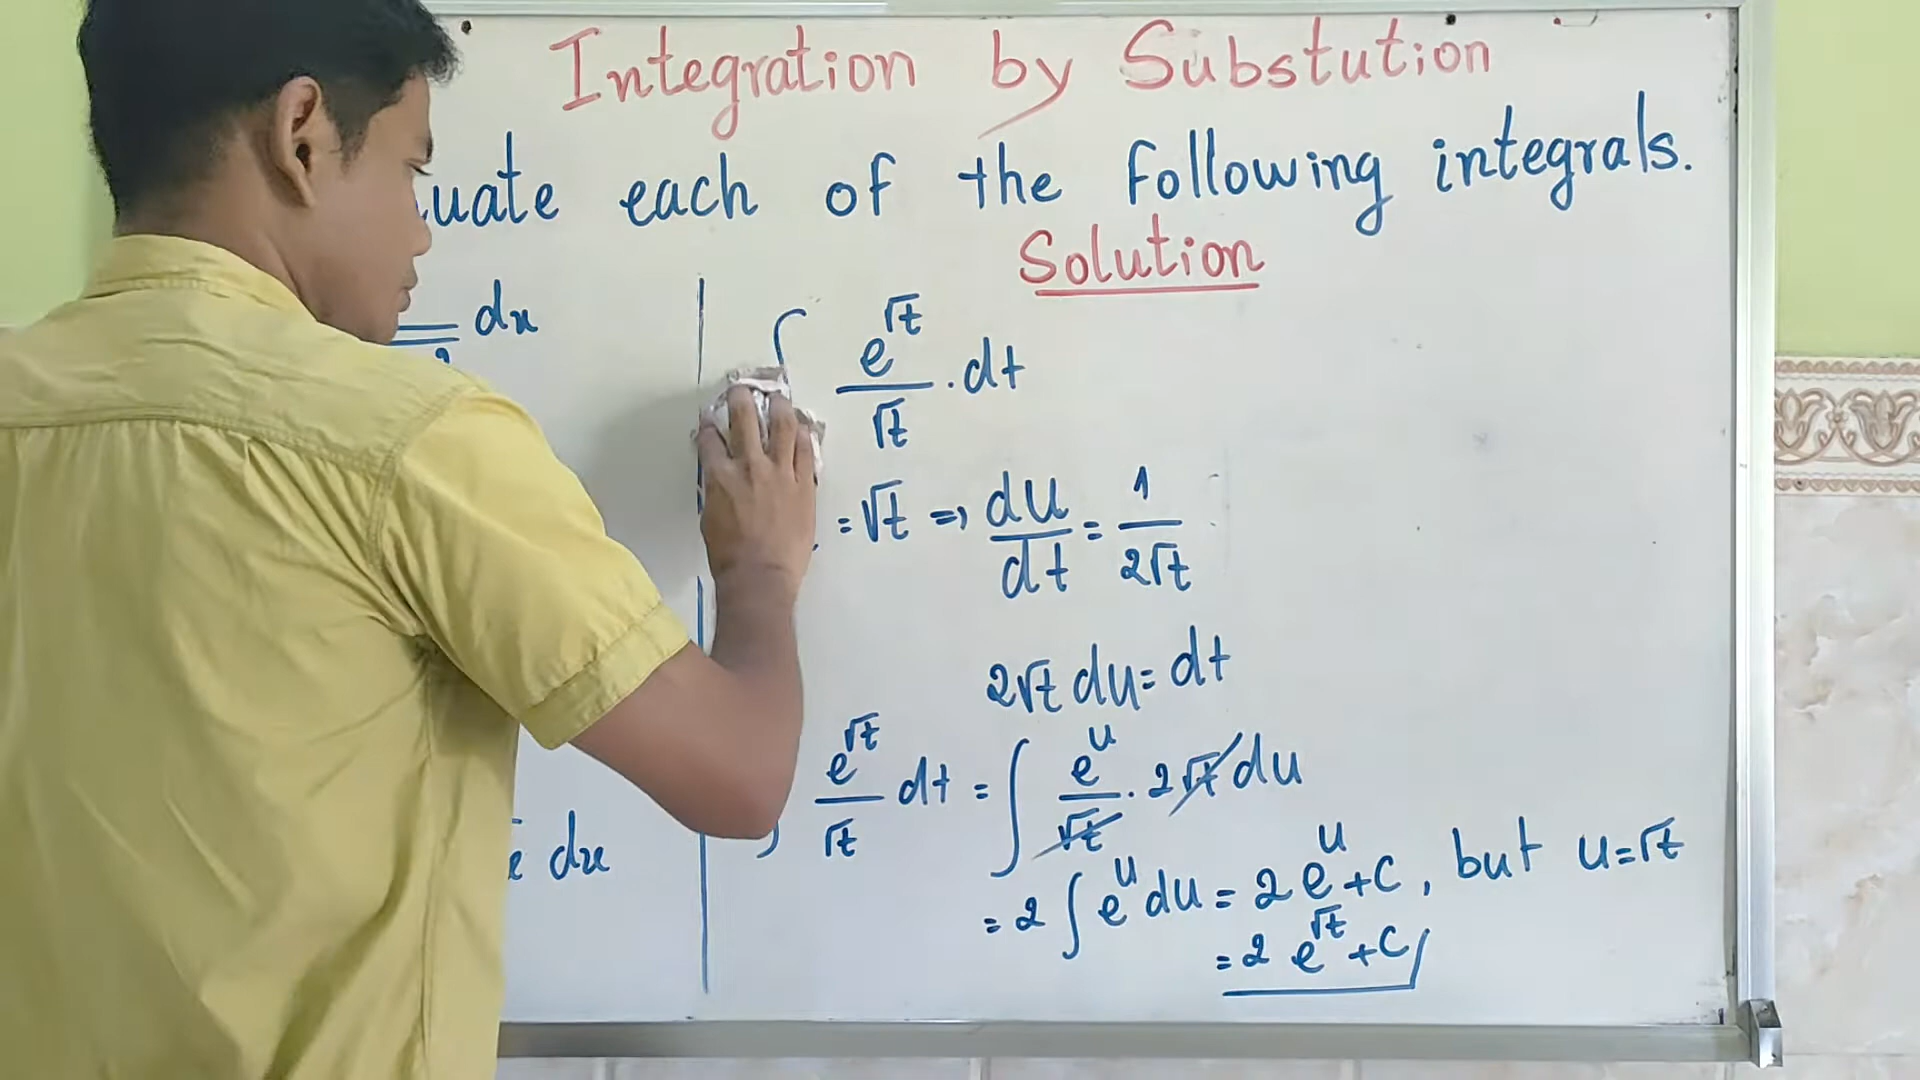 Integration by Substution
uate each of the following integrals.
Solution
dx
∫ e^√t / √t . dt
= √t => du/dt = 1/2√t
2√t du = dt
e^√t / √t dt = ∫ e^u / √t . 2√t du
dx
= 2 ∫ e^u du = 2 e^u + C , but u = √t
= 2 e^√t + C